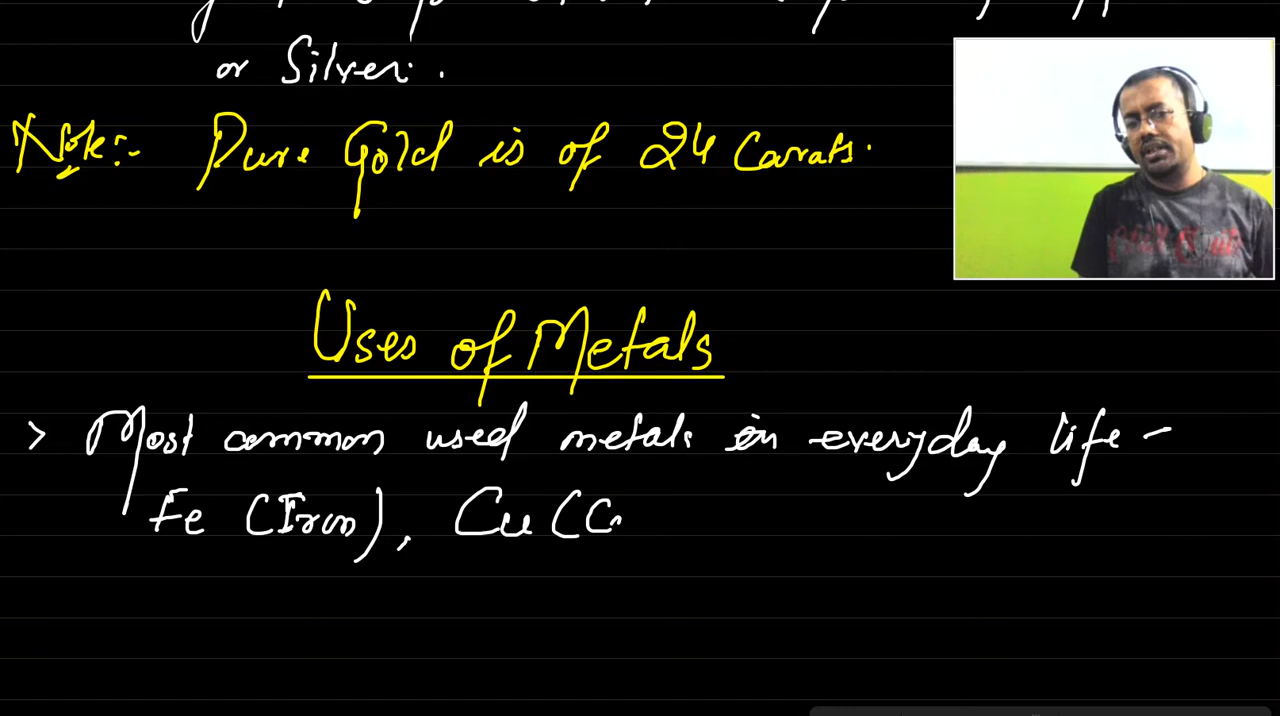 or Silver.
Note:- Pure Gold is of 24 Carats.
Uses of Metals
> Most common used metals in everyday life -
Fe (Iron), Cu (C